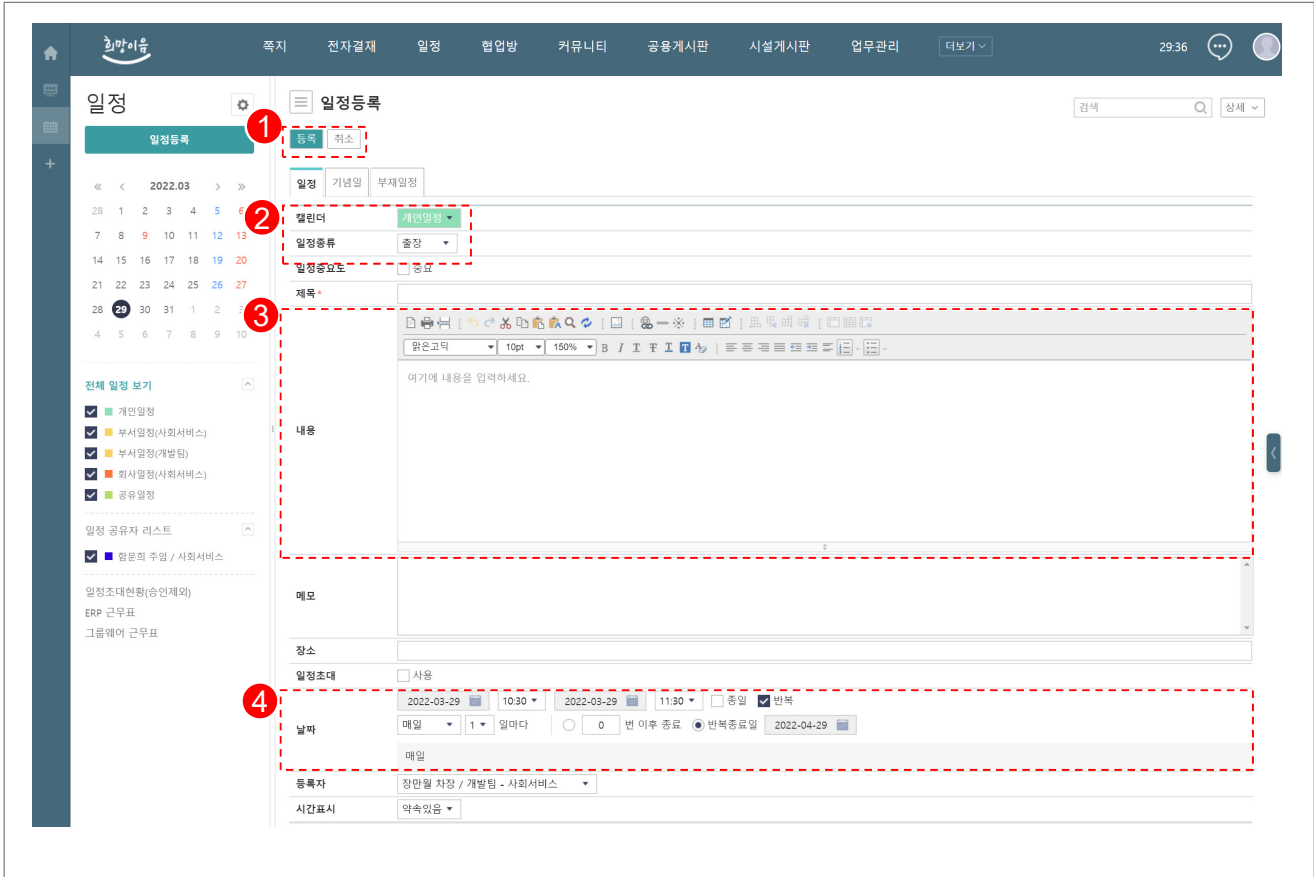 희망이음
쪽지 전자결재 일정 협업방 커뮤니티 공용게시판 시설게시판 업무관리 더보기
29:36
일정
일정등록
검색 상세
일정등록
1
등록 취소
« < 2022.03 > »
28 1 2 3 4 5 6
7 8 9 10 11 12 13
14 15 16 17 18 19 20
21 22 23 24 25 26 27
28 29 30 31 1 2 3
4 5 6 7 8 9 10
전체 일정 보기
개인일정
부서일정(사회서비스)
부서일정(개발팀)
회사일정(사회서비스)
공유일정
일정 공유자 리스트
함문희 주임 / 사회서비스
일정초대현황(승인제외)
ERP 근무표
그룹웨어 근무표
일정 기념일 부재일정
2
캘린더 개인일정
일정종류 출장
일정중요도 중요
제목*
3
맑은고딕 10pt 150%
여기에 내용을 입력하세요.
내용
메모
장소
일정초대 사용
4
날짜
2022-03-29 10:30 2022-03-29 11:30 종일 반복
매일 1 일마다 0 번 이후 종료 반복종료일 2022-04-29
매일
등록자 장만월 차장 / 개발팀 - 사회서비스
시간표시 약속있음